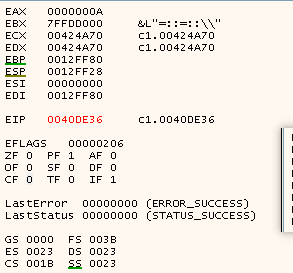 EAX 0000000A
EBX 7FFDD000 &L"=::=::\\"
ECX 00424A70 c1.00424A70
EDX 00424A70 c1.00424A70
EBP 0012FF80
ESP 0012FF28
ESI 00000000
EDI 0012FF80
EIP 0040DE36 c1.0040DE36
EFLAGS 00000206
ZF 0 PF 1 AF 0
OF 0 SF 0 DF 0
CF 0 TF 0 IF 1
LastError 00000000 (ERROR_SUCCESS)
LastStatus 00000000 (STATUS_SUCCESS)
GS 0000 FS 003B
ES 0023 DS 0023
CS 001B SS 0023